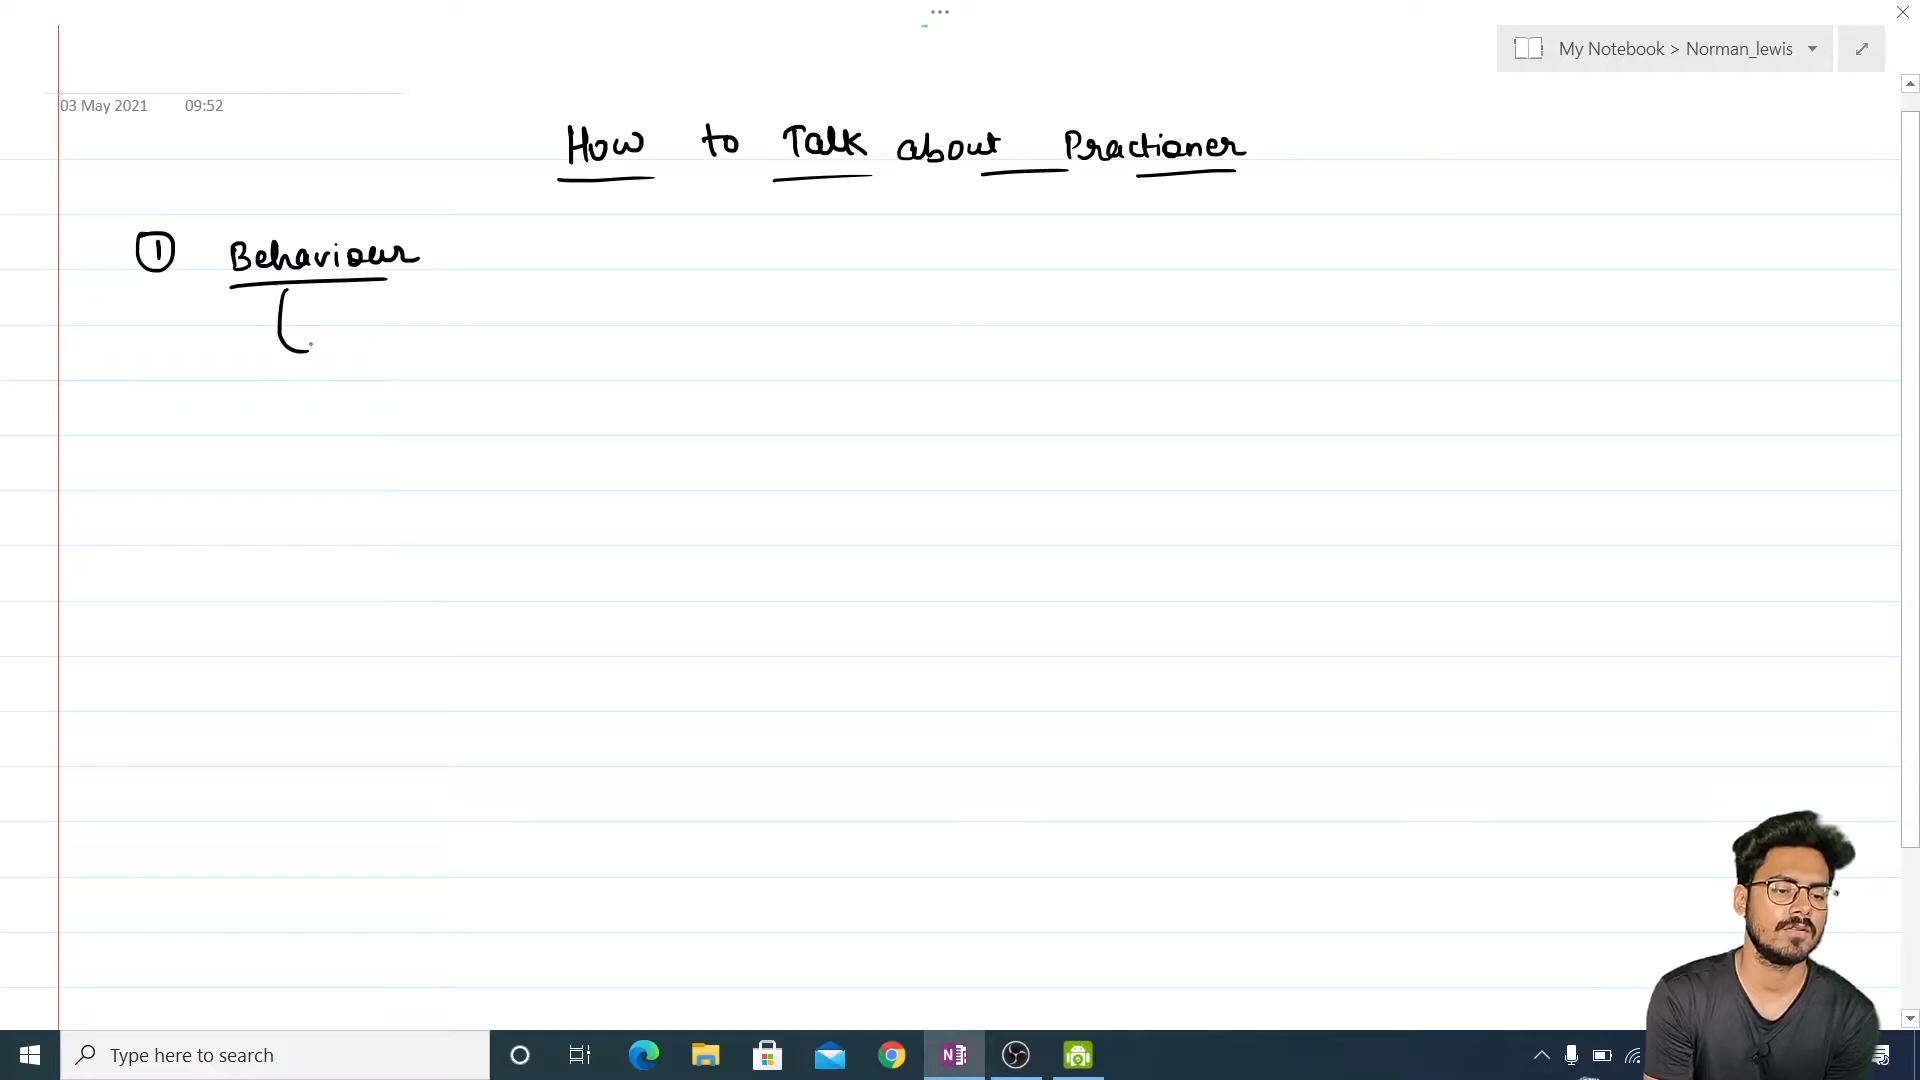 My Notebook > Norman_lewis
03 May 2021 09:52
How to Talk about Practioner
1 Behaviour
Type here to search